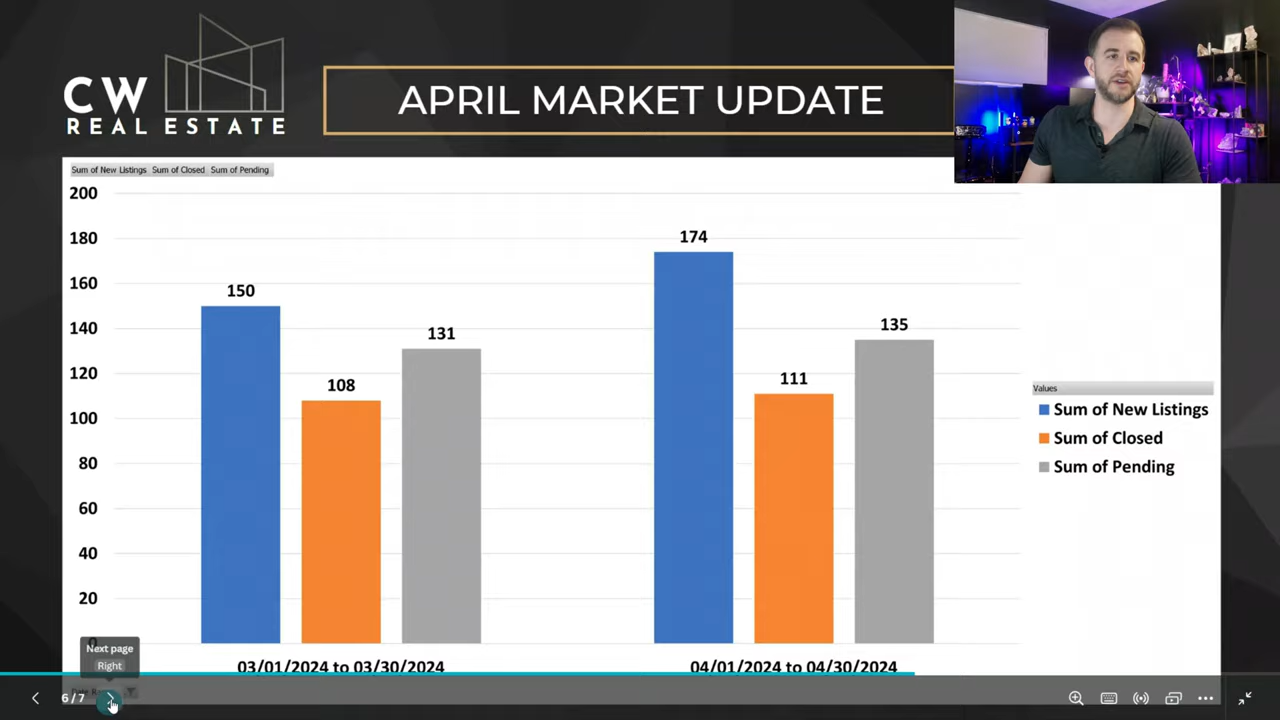 CW
REAL ESTATE
APRIL MARKET UPDATE
Sum of New Listings Sum of Closed Sum of Pending
200
180
160
140
120
100
80
60
40
20
0
150
108
131
174
111
135
03/01/2024 to 03/30/2024
04/01/2024 to 04/30/2024
Values
Sum of New Listings
Sum of Closed
Sum of Pending
Next page
Right
6 / 7